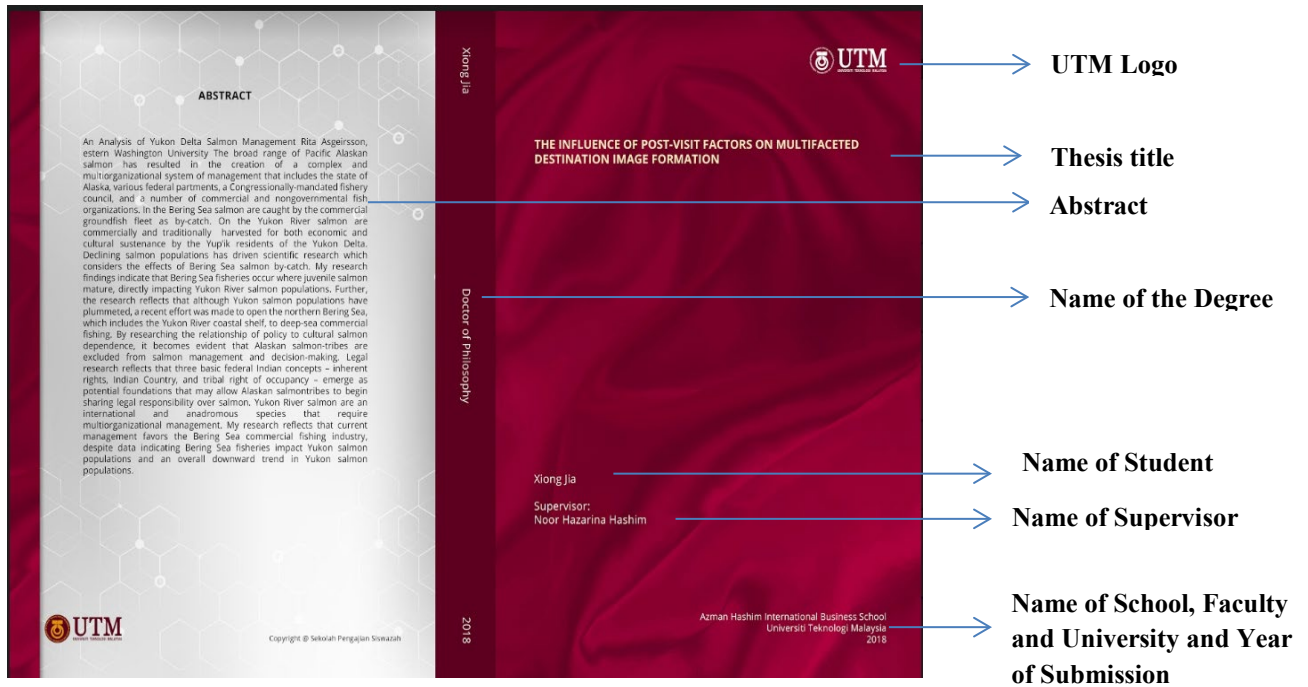 ABSTRACT
An Analysis of Yukon Delta Salmon Management Rita Asgeirsson,
estern Washington University The broad range of Pacific Alaskan
salmon has resulted in the creation of a complex and
multiorganizational system of management that includes the state of
Alaska, various federal partments, a Congressionally-mandated fishery
council, and a number of commercial and nongovernmental fish
organizations. In the Bering Sea salmon are caught by the commercial
groundfish fleet as by-catch. On the Yukon River salmon are
commercially and traditionally harvested for both economic and
cultural sustenance by the Yup'ik residents of the Yukon Delta.
Declining salmon populations has driven scientific research which
considers the effects of Bering Sea salmon by-catch. My research
findings indicate that Bering Sea fisheries occur where juvenile salmon
mature, directly impacting Yukon River salmon populations. Further,
the research reflects that although Yukon salmon populations have
plummeted, a recent effort was made to open the northern Bering Sea,
which includes the Yukon River coastal shelf, to deep-sea commercial
fishing. By researching the relationship of policy to cultural salmon
dependence, it becomes evident that Alaskan salmon-tribes are
excluded from salmon management and decision-making. Legal
research reflects that three basic federal Indian concepts – inherent
rights, Indian Country, and tribal right of occupancy – emerge as
potential foundations that may allow Alaskan salmontribes to begin
sharing legal responsibility over salmon. Yukon River salmon are an
international and anadromous species that require
multiorganizational management. My research reflects that current
management favors the Bering Sea commercial fishing industry,
despite data indicating Bering Sea fisheries impact Yukon salmon
populations and an overall downward trend in Yukon salmon
populations.
UTM
UNIVERSITI TEKNOLOGI MALAYSIA
Copyright @ Sekolah Pengajian Siswazah
Xiong Jia
Doctor of Philosophy
2018
UTM
UNIVERSITI TEKNOLOGI MALAYSIA
THE INFLUENCE OF POST-VISIT FACTORS ON MULTIFACETED
DESTINATION IMAGE FORMATION
Xiong Jia
Supervisor:
Noor Hazarina Hashim
Azman Hashim International Business School
Universiti Teknologi Malaysia
2018
UTM Logo
Thesis title
Abstract
Name of the Degree
Name of Student
Name of Supervisor
Name of School, Faculty
and University and Year
of Submission